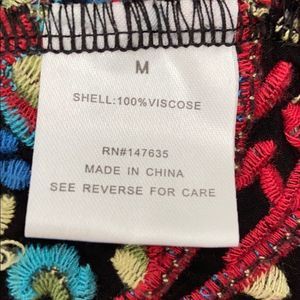 M
SHELL:100%VISCOSE
RN#147635
MADE IN CHINA
SEE REVERSE FOR CARE